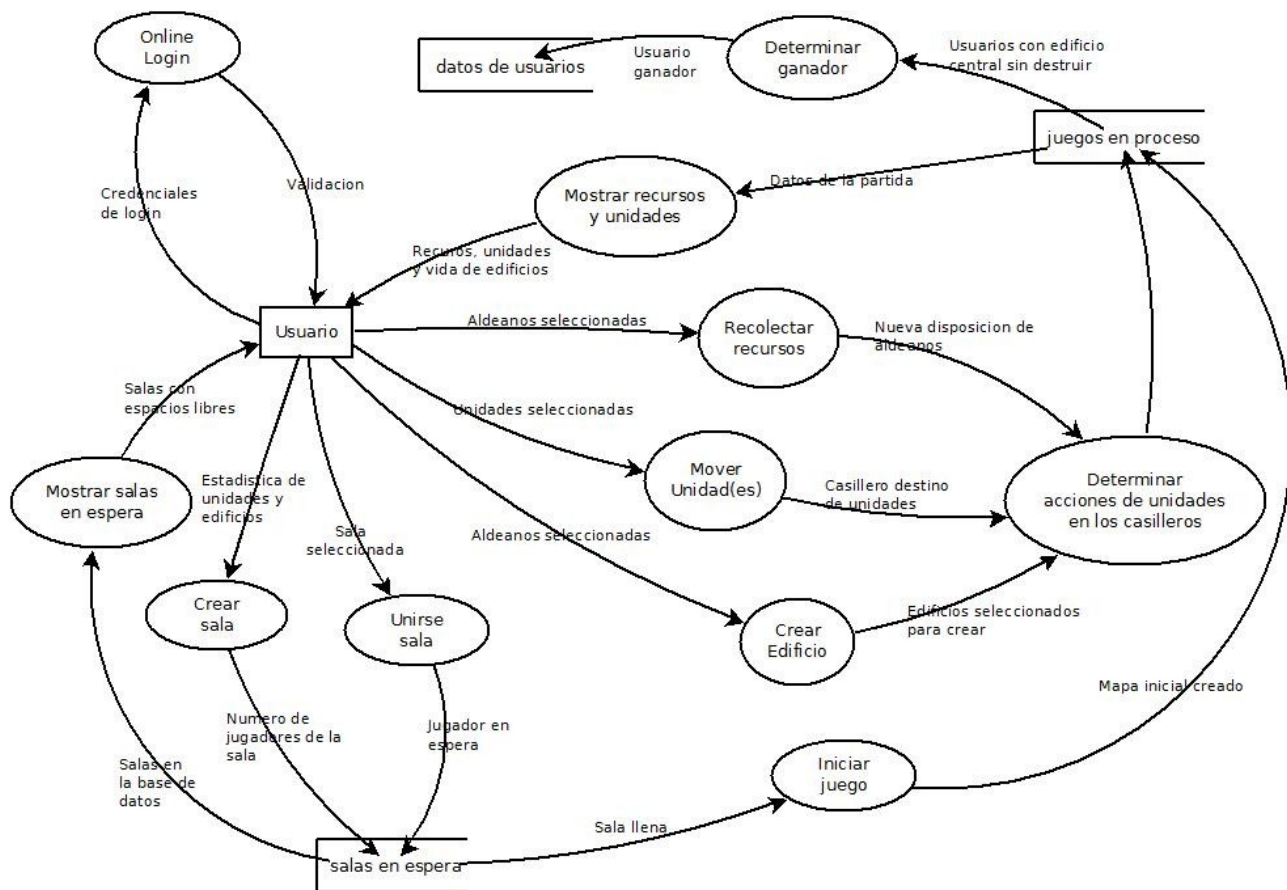 Online
Login
datos de usuarios
Usuario
ganador
Determinar
ganador
Usuarios con edificio
central sin destruir
juegos en proceso
Credenciales
de login
Validacion
Mostrar recursos
y unidades
Datos de la partida
Recuros, unidades
y vida de edificios
Usuario
Aldeanos seleccionadas
Recolectar
recursos
Nueva disposicion de
aldeanos
Salas con
espacios libres
Unidades seleccionadas
Mostrar salas
en espera
Estadistica de
unidades y
edificios
Sala
seleccionada
Aldeanos seleccionadas
Mover
Unidad(es)
Casillero destino
de unidades
Determinar
acciones de unidades
en los casilleros
Crear
sala
Unirse
sala
Crear
Edificio
Edificios seleccionados
para crear
Mapa inicial creado
Numero de
jugadores de la
sala
Jugador en
espera
Salas en
la base de
datos
Iniciar
juego
Sala llena
salas en espera